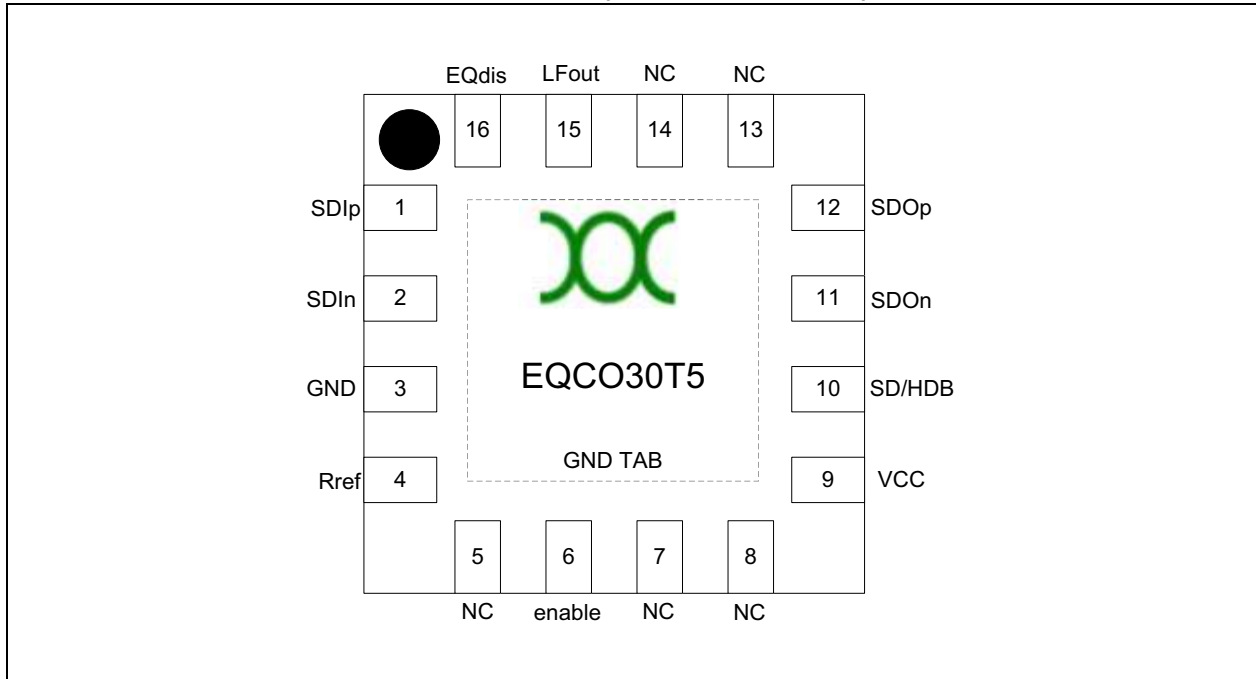 EQdis LFout NC NC
16 15 14 13
SDIp 1 12 SDOp
SDIn 2 11 SDOn
EQCO30T5
GND 3 10 SD/HDB
GND TAB
Rref 4 9 VCC
5 6 7 8
NC enable NC NC